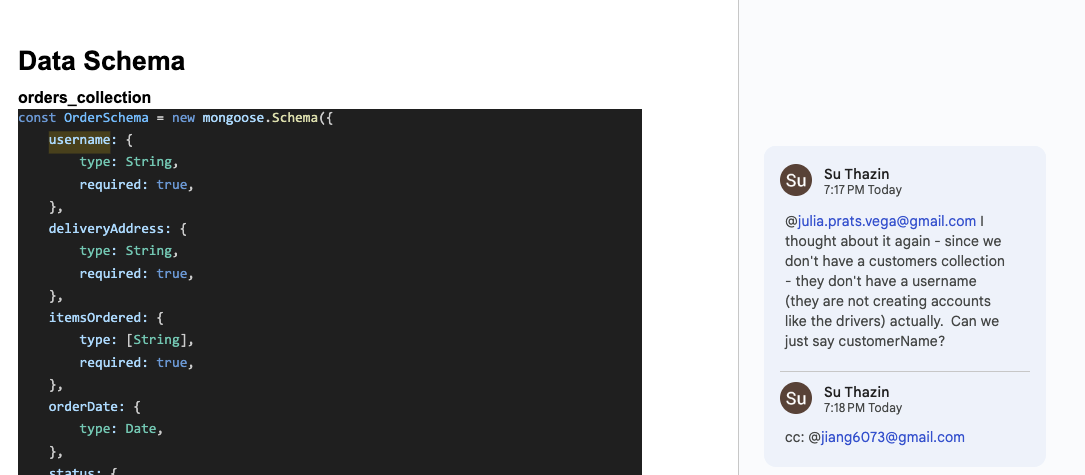 Data Schema
orders_collection
const OrderSchema = new mongoose.Schema({
    username: {
        type: String,
        required: true,
    },
    deliveryAddress: {
        type: String,
        required: true,
    },
    itemsOrdered: {
        type: [String],
        required: true,
    },
    orderDate: {
        type: Date,
    },
    status: {
Su
Su Thazin
7:17 PM Today
@julia.prats.vega@gmail.com I
thought about it again - since we
don't have a customers collection
- they don't have a username
(they are not creating accounts
like the drivers) actually.  Can we
just say customerName?
Su
Su Thazin
7:18 PM Today
cc: @jiang6073@gmail.com